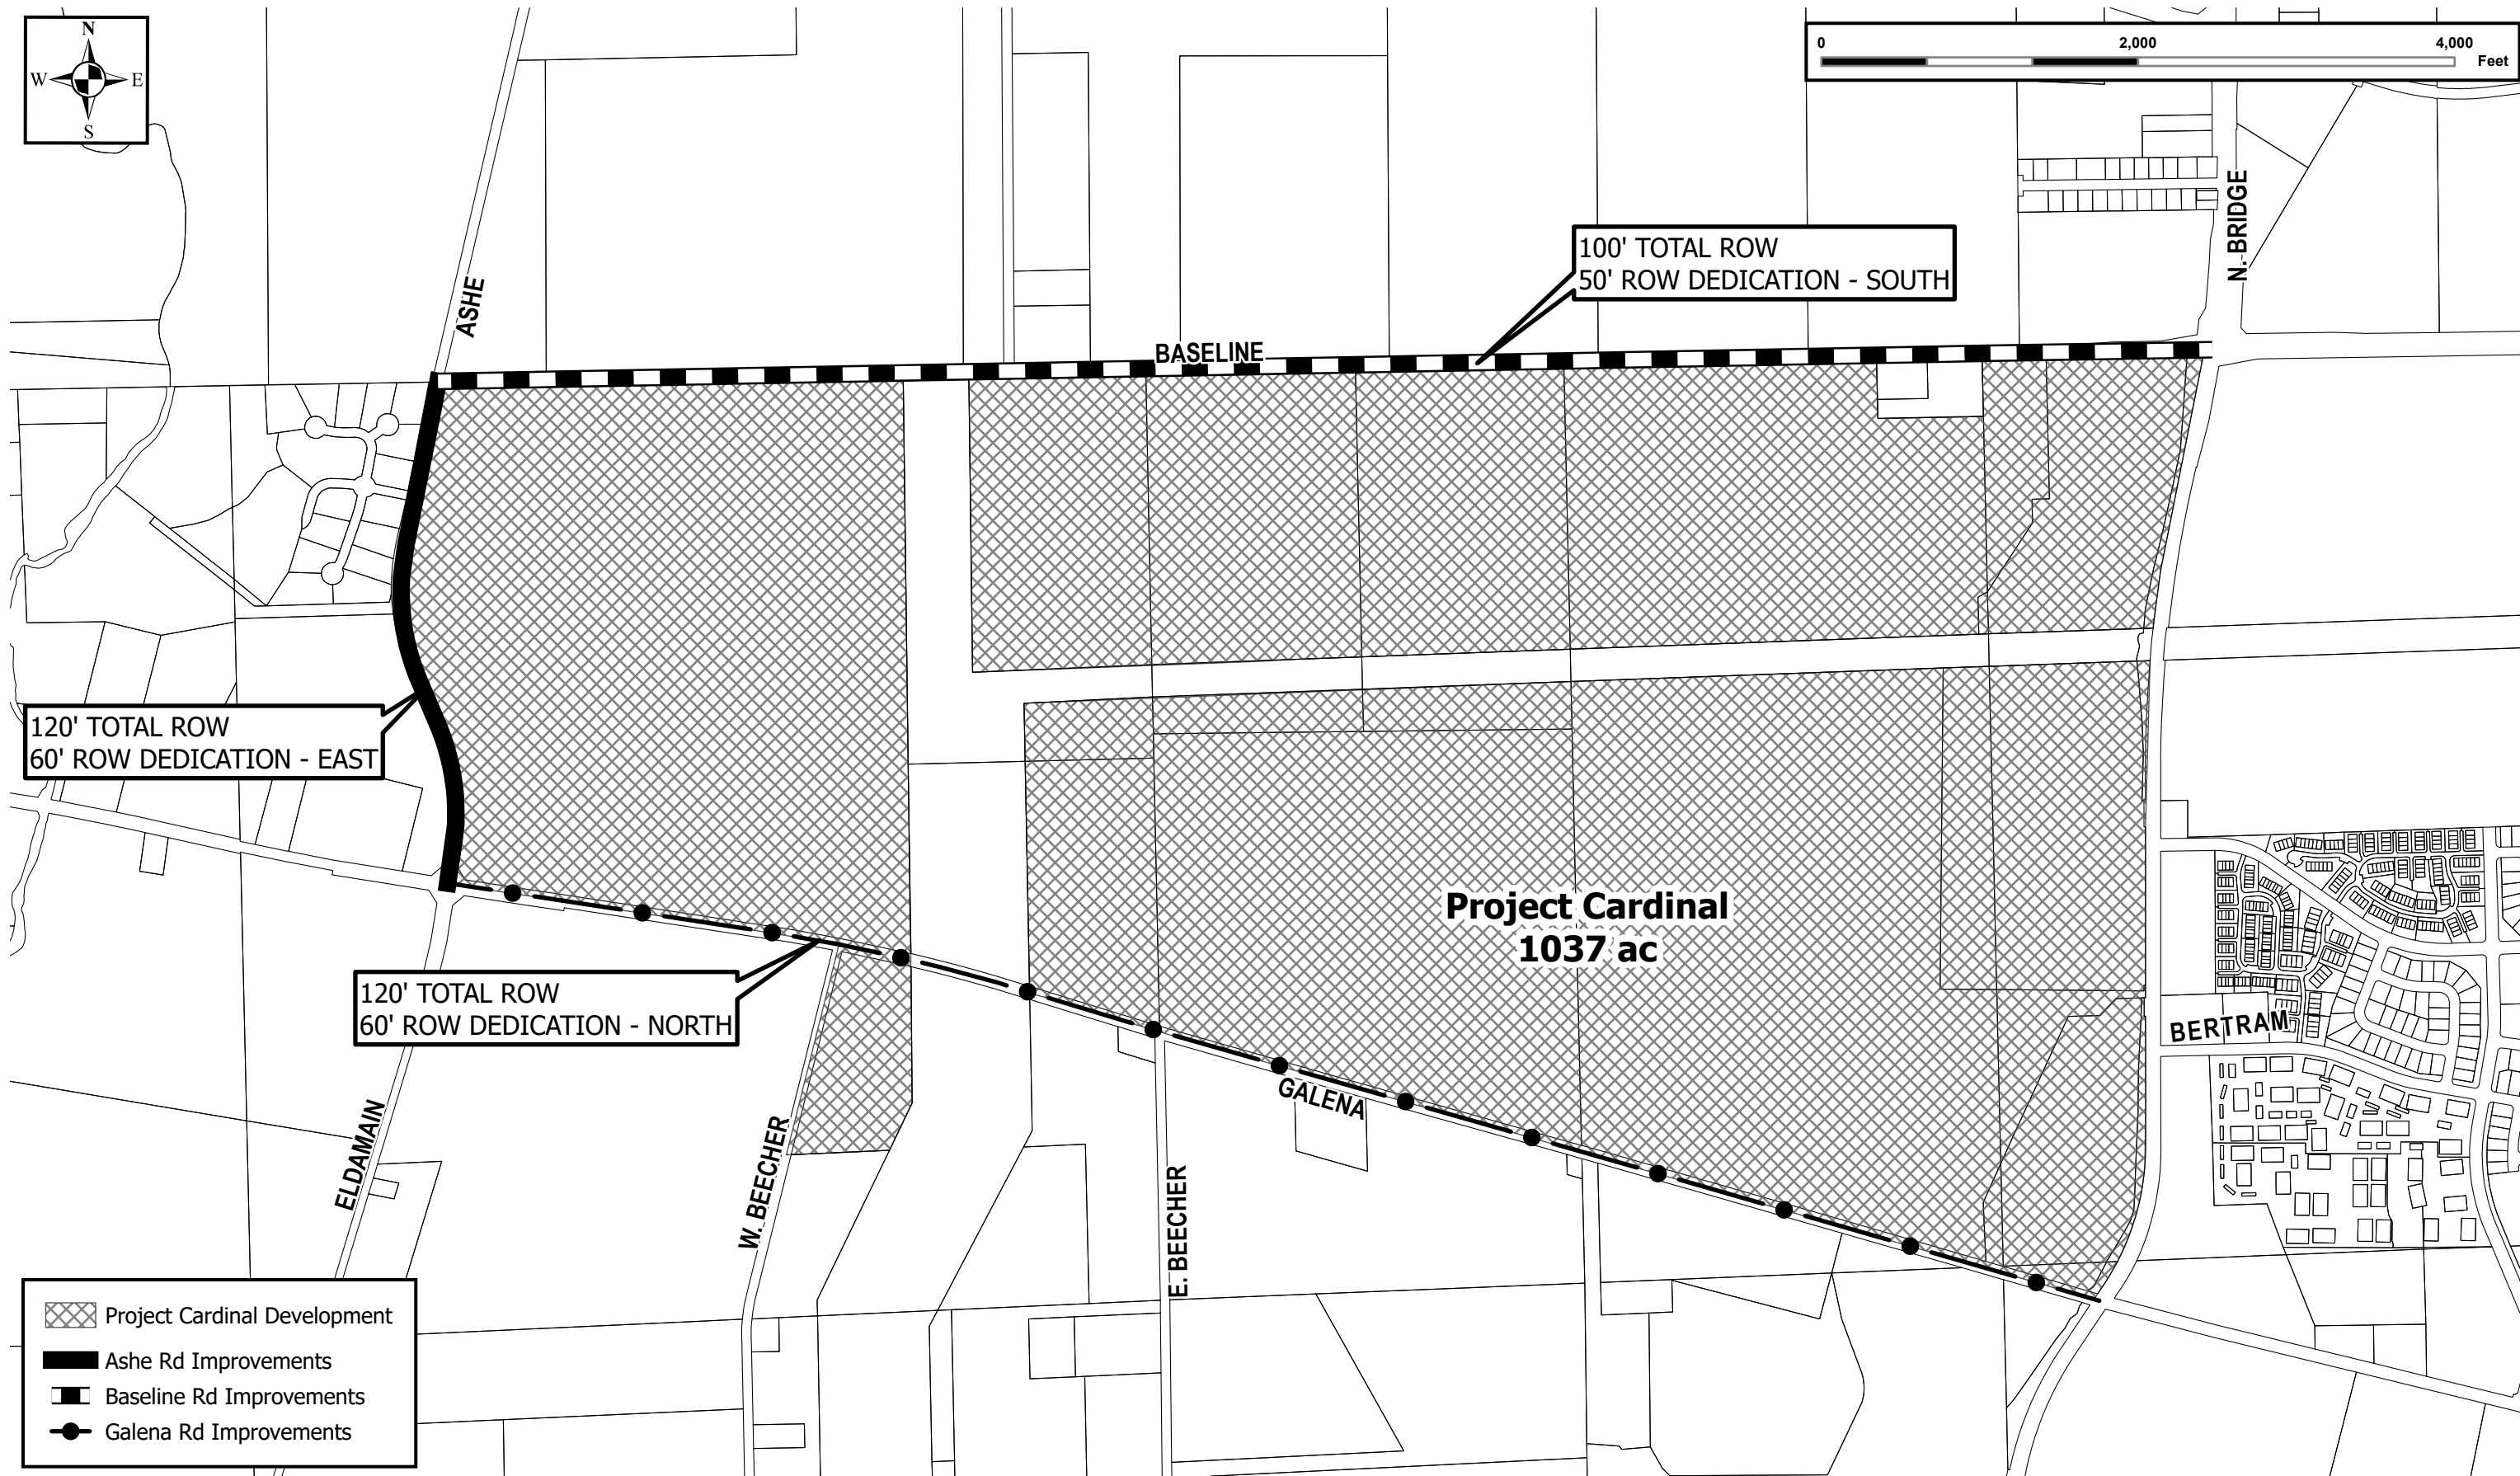 N
W E
S
0 2,000 4,000
Feet
N. BRIDGE
100' TOTAL ROW
50' ROW DEDICATION - SOUTH
ASHE
BASELINE
120' TOTAL ROW
60' ROW DEDICATION - EAST
Project Cardinal
1037 ac
120' TOTAL ROW
60' ROW DEDICATION - NORTH
BERTRAM
GALENA
ELDAMAIN
W. BEECHER
E. BEECHER
Project Cardinal Development
Ashe Rd Improvements
Baseline Rd Improvements
Galena Rd Improvements